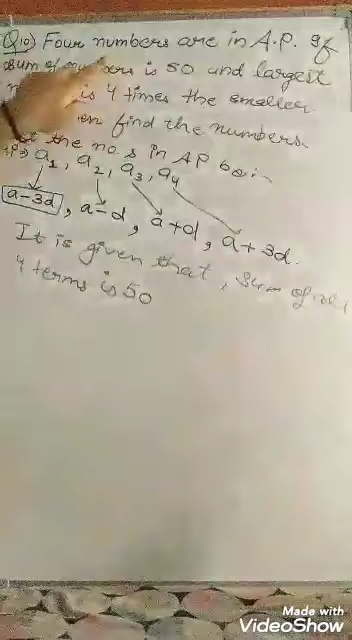 Q10) Four numbers are in A.P. If
sum of numbers is 50 and largest
is 4 times the smaller
find the numbers.
the no s in AP be
a1, a2, a3, a4
a-3d, a-d, a+d, a+3d.
It is given that, sum of
4 terms is 50
Made with
VideoShow